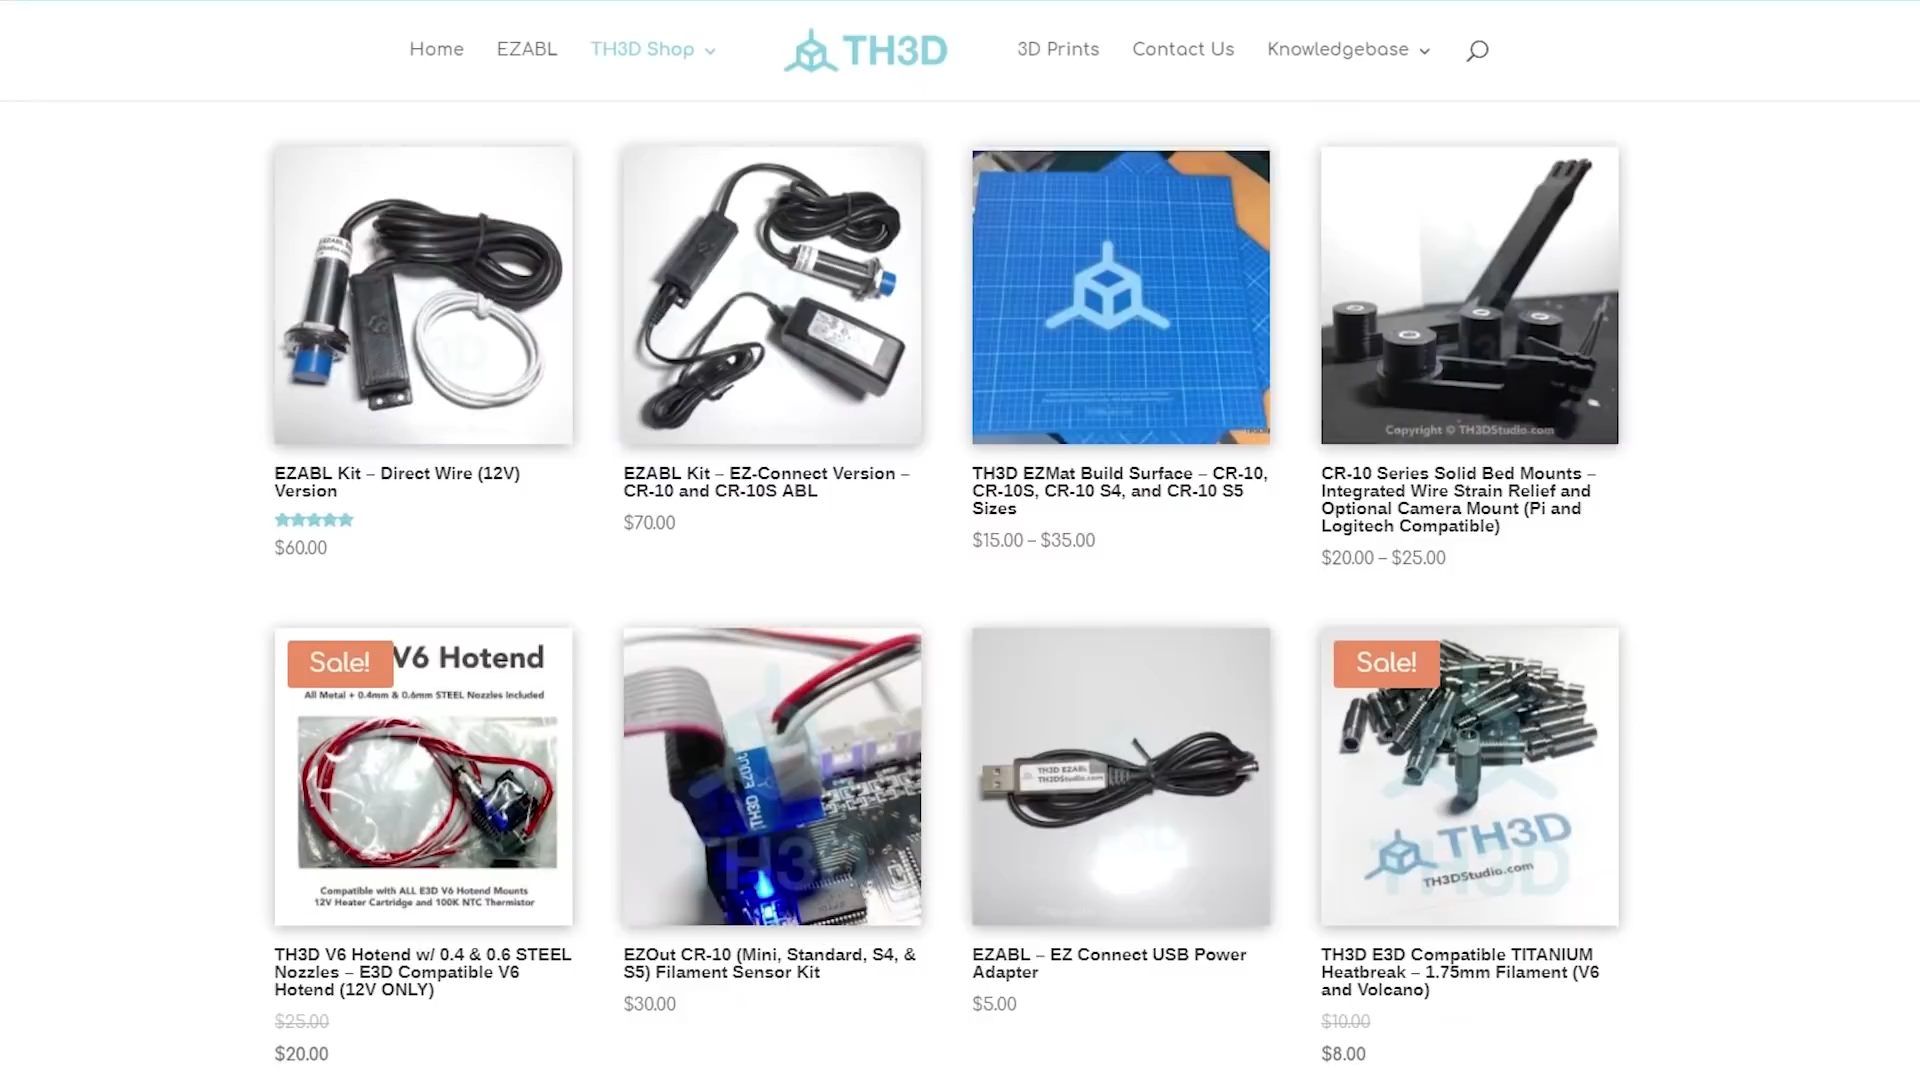 Home
EZABL
TH3D Shop
TH3D
3D Prints
Contact Us
Knowledgebase
Copyright © TH3DStudio.com
EZABL Kit – Direct Wire (12V)
Version
$60.00
EZABL Kit – EZ-Connect Version –
CR-10 and CR-10S ABL
$70.00
TH3D EZMat Build Surface – CR-10,
CR-10S, CR-10 S4, and CR-10 S5
Sizes
$15.00 – $35.00
CR-10 Series Solid Bed Mounts –
Integrated Wire Strain Relief and
Optional Camera Mount (Pi and
Logitech Compatible)
$20.00 – $25.00
Sale!
V6 Hotend
All Metal + 0.4mm & 0.6mm STEEL Nozzles Included
Compatible with ALL E3D V6 Hotend Mounts
12V Heater Cartridge and 100K NTC Thermistor
TH3D EZOut
TH3D
TH3D EZABL
TH3DStudio.com
Sale!
TH3D
TH3DStudio.com
TH3D V6 Hotend w/ 0.4 & 0.6 STEEL
Nozzles – E3D Compatible V6
Hotend (12V ONLY)
$25.00
$20.00
EZOut CR-10 (Mini, Standard, S4, &
S5) Filament Sensor Kit
$30.00
EZABL – EZ Connect USB Power
Adapter
$5.00
TH3D E3D Compatible TITANIUM
Heatbreak – 1.75mm Filament (V6
and Volcano)
$10.00
$8.00